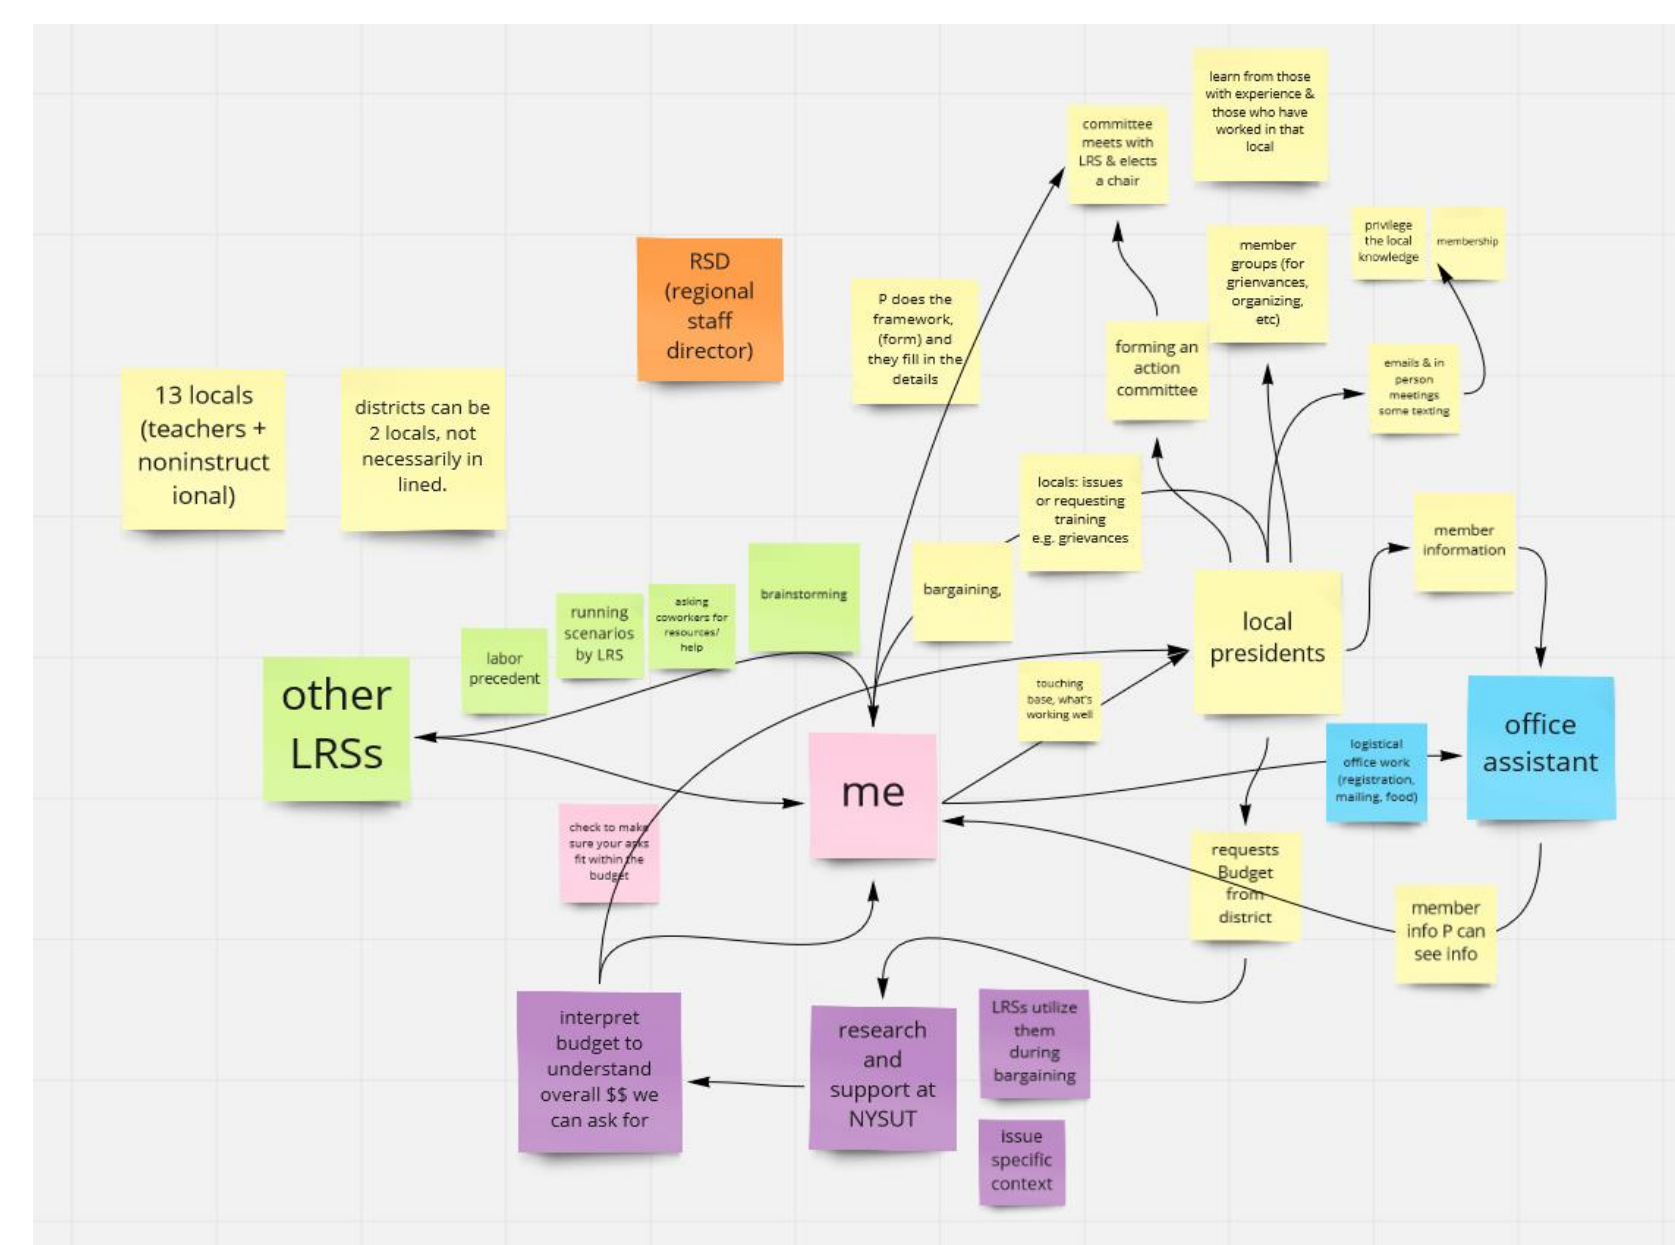 learn from those
with experience &
those who have
worked in that
local
committee
meets with
LRS & elects
a chair
privilege
the local
knowledge
membership
member
groups (for
grienvances,
organizing,
etc)
RSD
(regional
staff
director)
P does the
framework,
(form) and
they fill in the
details
forming an
action
committee
emails & in
person
meetings
some texting
13 locals
(teachers +
noninstruct
ional)
districts can be
2 locals, not
necessarily in
lined.
locals: issues
or requesting
training
e.g. grievances
member
information
bargaining,
brainstorming
asking
coworkers for
resources/
help
running
scenarios
by LRS
labor
precedent
other
LRSs
local
presidents
touching
base, what's
working well
office
assistant
logistical
office work
(registration,
mailing, food)
me
check to make
sure your asks
fit within the
budget
requests
Budget
from
district
member
info P can
see info
interpret
budget to
understand
overall $$ we
can ask for
research
and
support at
NYSUT
LRSs utilize
them
during
bargaining
issue
specific
context